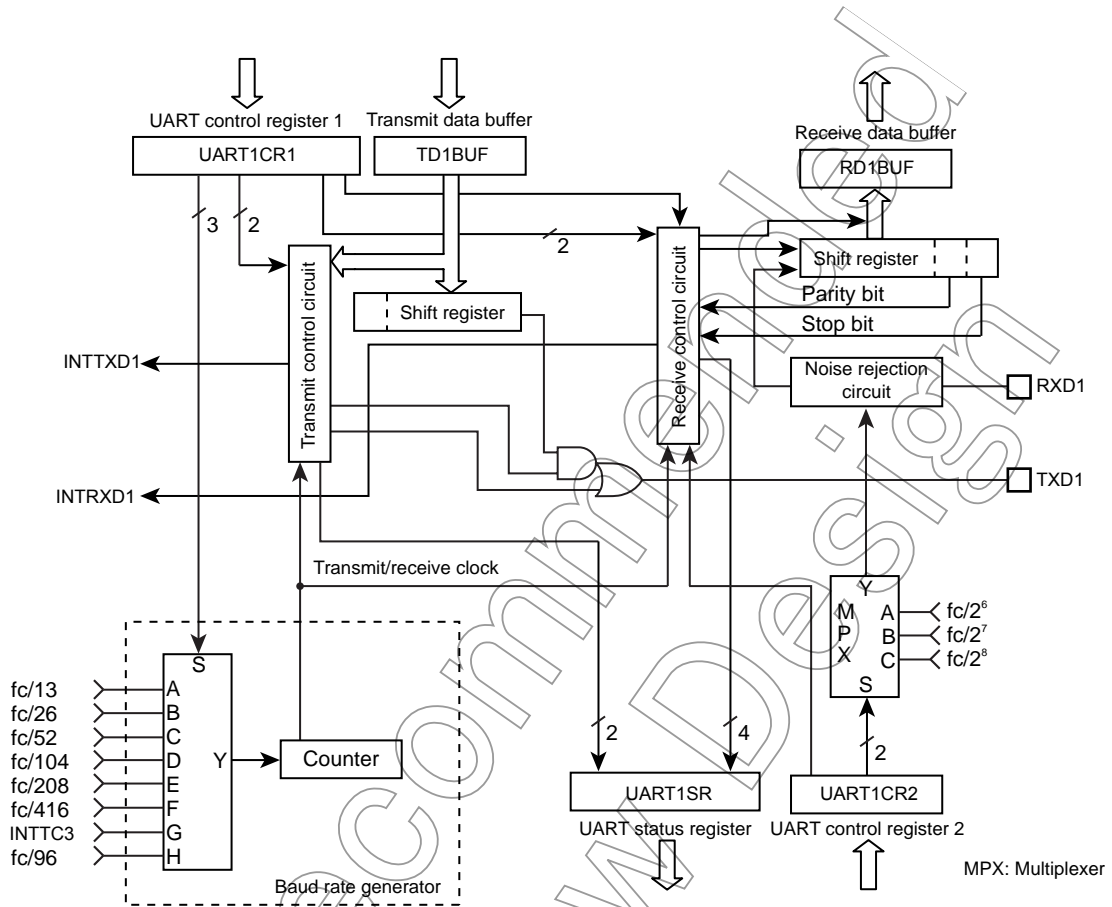 UART control register 1
Transmit data buffer
Receive data buffer
UART1CR1
TD1BUF
RD1BUF
3
2
2
Transmit control circuit
Receive control circuit
Shift register
Shift register
Parity bit
Stop bit
INTTXD1
Noise rejection
circuit
RXD1
INTRXD1
TXD1
Transmit/receive clock
Y
M
P
X
A
B
C
S
fc/2⁶
fc/2⁷
fc/2⁸
S
fc/13
A
fc/26
B
fc/52
C
fc/104
D
Y
Counter
fc/208
E
fc/416
F
INTTC3
G
fc/96
H
2
4
2
UART1SR
UART1CR2
UART status register
UART control register 2
Baud rate generator
MPX: Multiplexer
ecommended
w Design